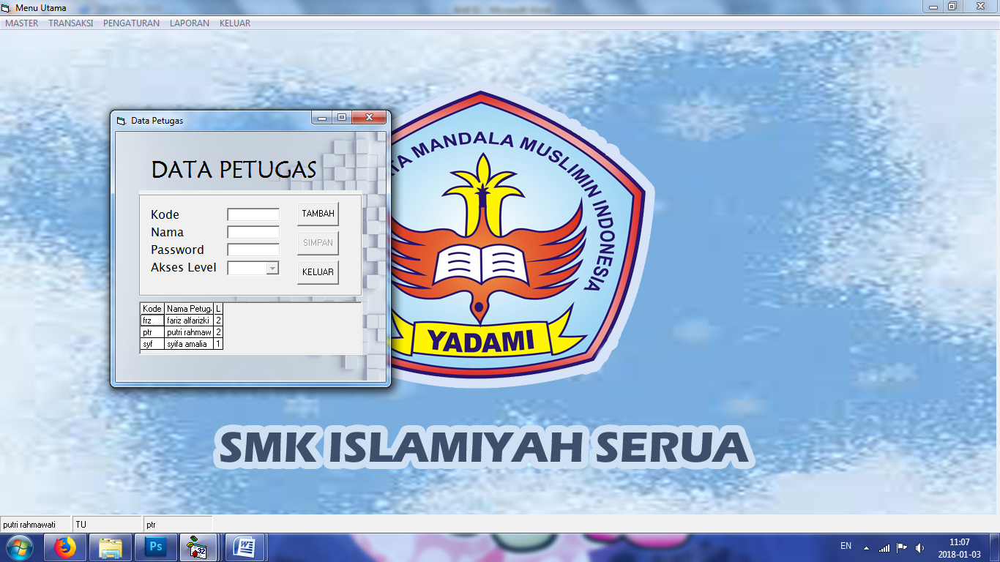 Menu Utama
MASTER TRANSAKSI PENGATURAN LAPORAN KELUAR
Data Petugas
DATA PETUGAS
Kode
Nama
Password
Akses Level
TAMBAH
SIMPAN
KELUAR
Kode Nama Petug. L
frz fariz alfarizki 2
ptr putri rahmaw 2
syf syifa amalia 1
MANDALA MUSLIMIN INDONESIA
YADAMI
SMK ISLAMIYAH SERUA
putri rahmawati TU ptr
Ps 32 W EN 11:07
2018-01-03